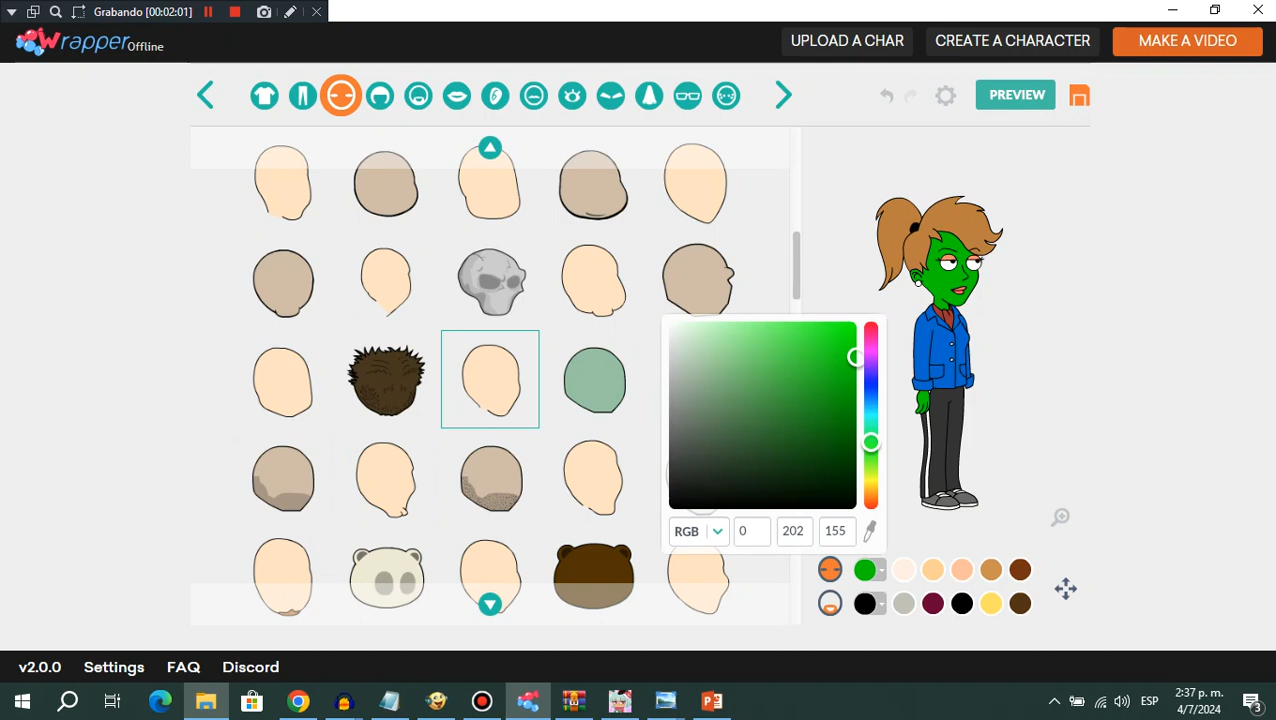 Grabando [00:02:01]
Wrapper Offline
UPLOAD A CHAR
CREATE A CHARACTER
MAKE A VIDEO
PREVIEW
RGB 0 202 155
v2.0.0 Settings FAQ Discord
ESP
2:37 p. m.
4/7/2024
3